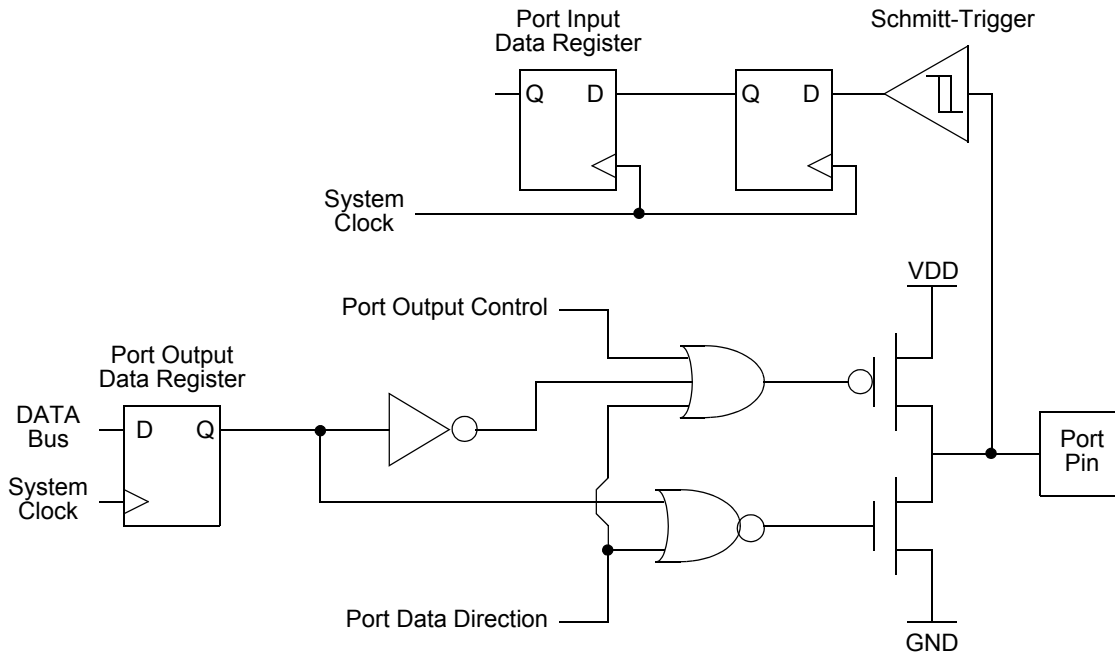 Port Input
Data Register
Schmitt-Trigger
Q D
Q D
System
Clock
VDD
Port Output Control
Port Output
Data Register
DATA
Bus
D Q
System
Clock
Port
Pin
Port Data Direction
GND